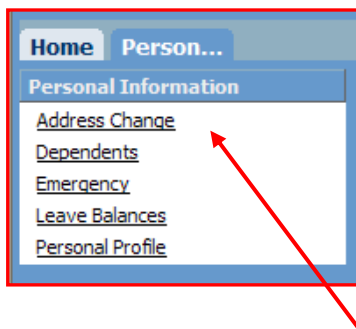 Home Person...
Personal Information
Address Change
Dependents
Emergency
Leave Balances
Personal Profile